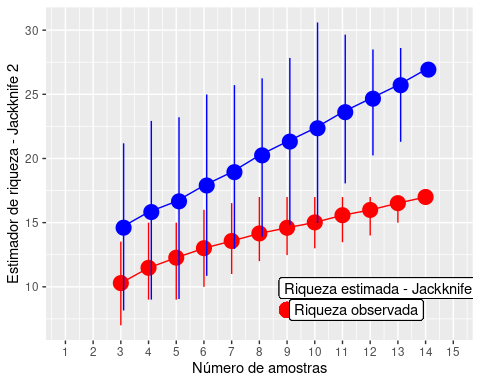 Estimador de riqueza - Jackknife 2
30
25
20
15
10
Riqueza estimada - Jackknife
Riqueza observada
1 2 3 4 5 6 7 8 9 10 11 12 13 14 15
Número de amostras